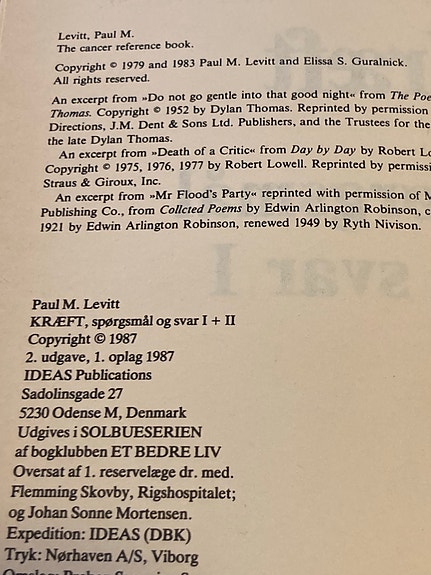 Levitt, Paul M.
The cancer reference book.
Copyright © 1979 and 1983 Paul M. Levitt and Elissa S. Guralnick.
All rights reserved.
An excerpt from »Do not go gentle into that good night« from The Poe
Thomas. Copyright © 1952 by Dylan Thomas. Reprinted by permission
Directions, J.M. Dent & Sons Ltd. Publishers, and the Trustees for the
the late Dylan Thomas.
An excerpt from »Death of a Critic« from Day by Day by Robert Lo
Copyright © 1975, 1976, 1977 by Robert Lowell. Reprinted by permissi
Straus & Giroux, Inc.
An excerpt from »Mr Flood's Party« reprinted with permission of M
Publishing Co., from Collcted Poems by Edwin Arlington Robinson, c
1921 by Edwin Arlington Robinson, renewed 1949 by Ryth Nivison.
svar I
Paul M. Levitt
KRÆFT, spørgsmål og svar I + II
Copyright © 1987
2. udgave, 1. oplag 1987
IDEAS Publications
Sadolinsgade 27
5230 Odense M, Denmark
Udgives i SOLBUESERIEN
af bogklubben ET BEDRE LIV
Oversat af 1. reservelæge dr. med.
Flemming Skovby, Rigshospitalet;
og Johan Sonne Mortensen.
Expedition: IDEAS (DBK)
Tryk: Nørhaven A/S, Viborg